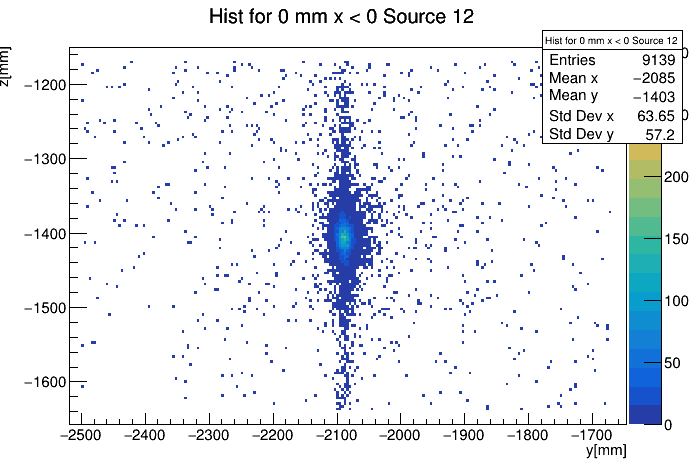 Hist for 0 mm x < 0 Source 12
z[mm]
Hist for 0 mm x < 0 Source 12
Entries 9139
Mean x −2085
Mean y −1403
Std Dev x 63.65
Std Dev y 57.2
−1200
−1300
−1400
−1500
−1600
200
150
100
50
0
−2500 −2400 −2300 −2200 −2100 −2000 −1900 −1800 −1700
y[mm]